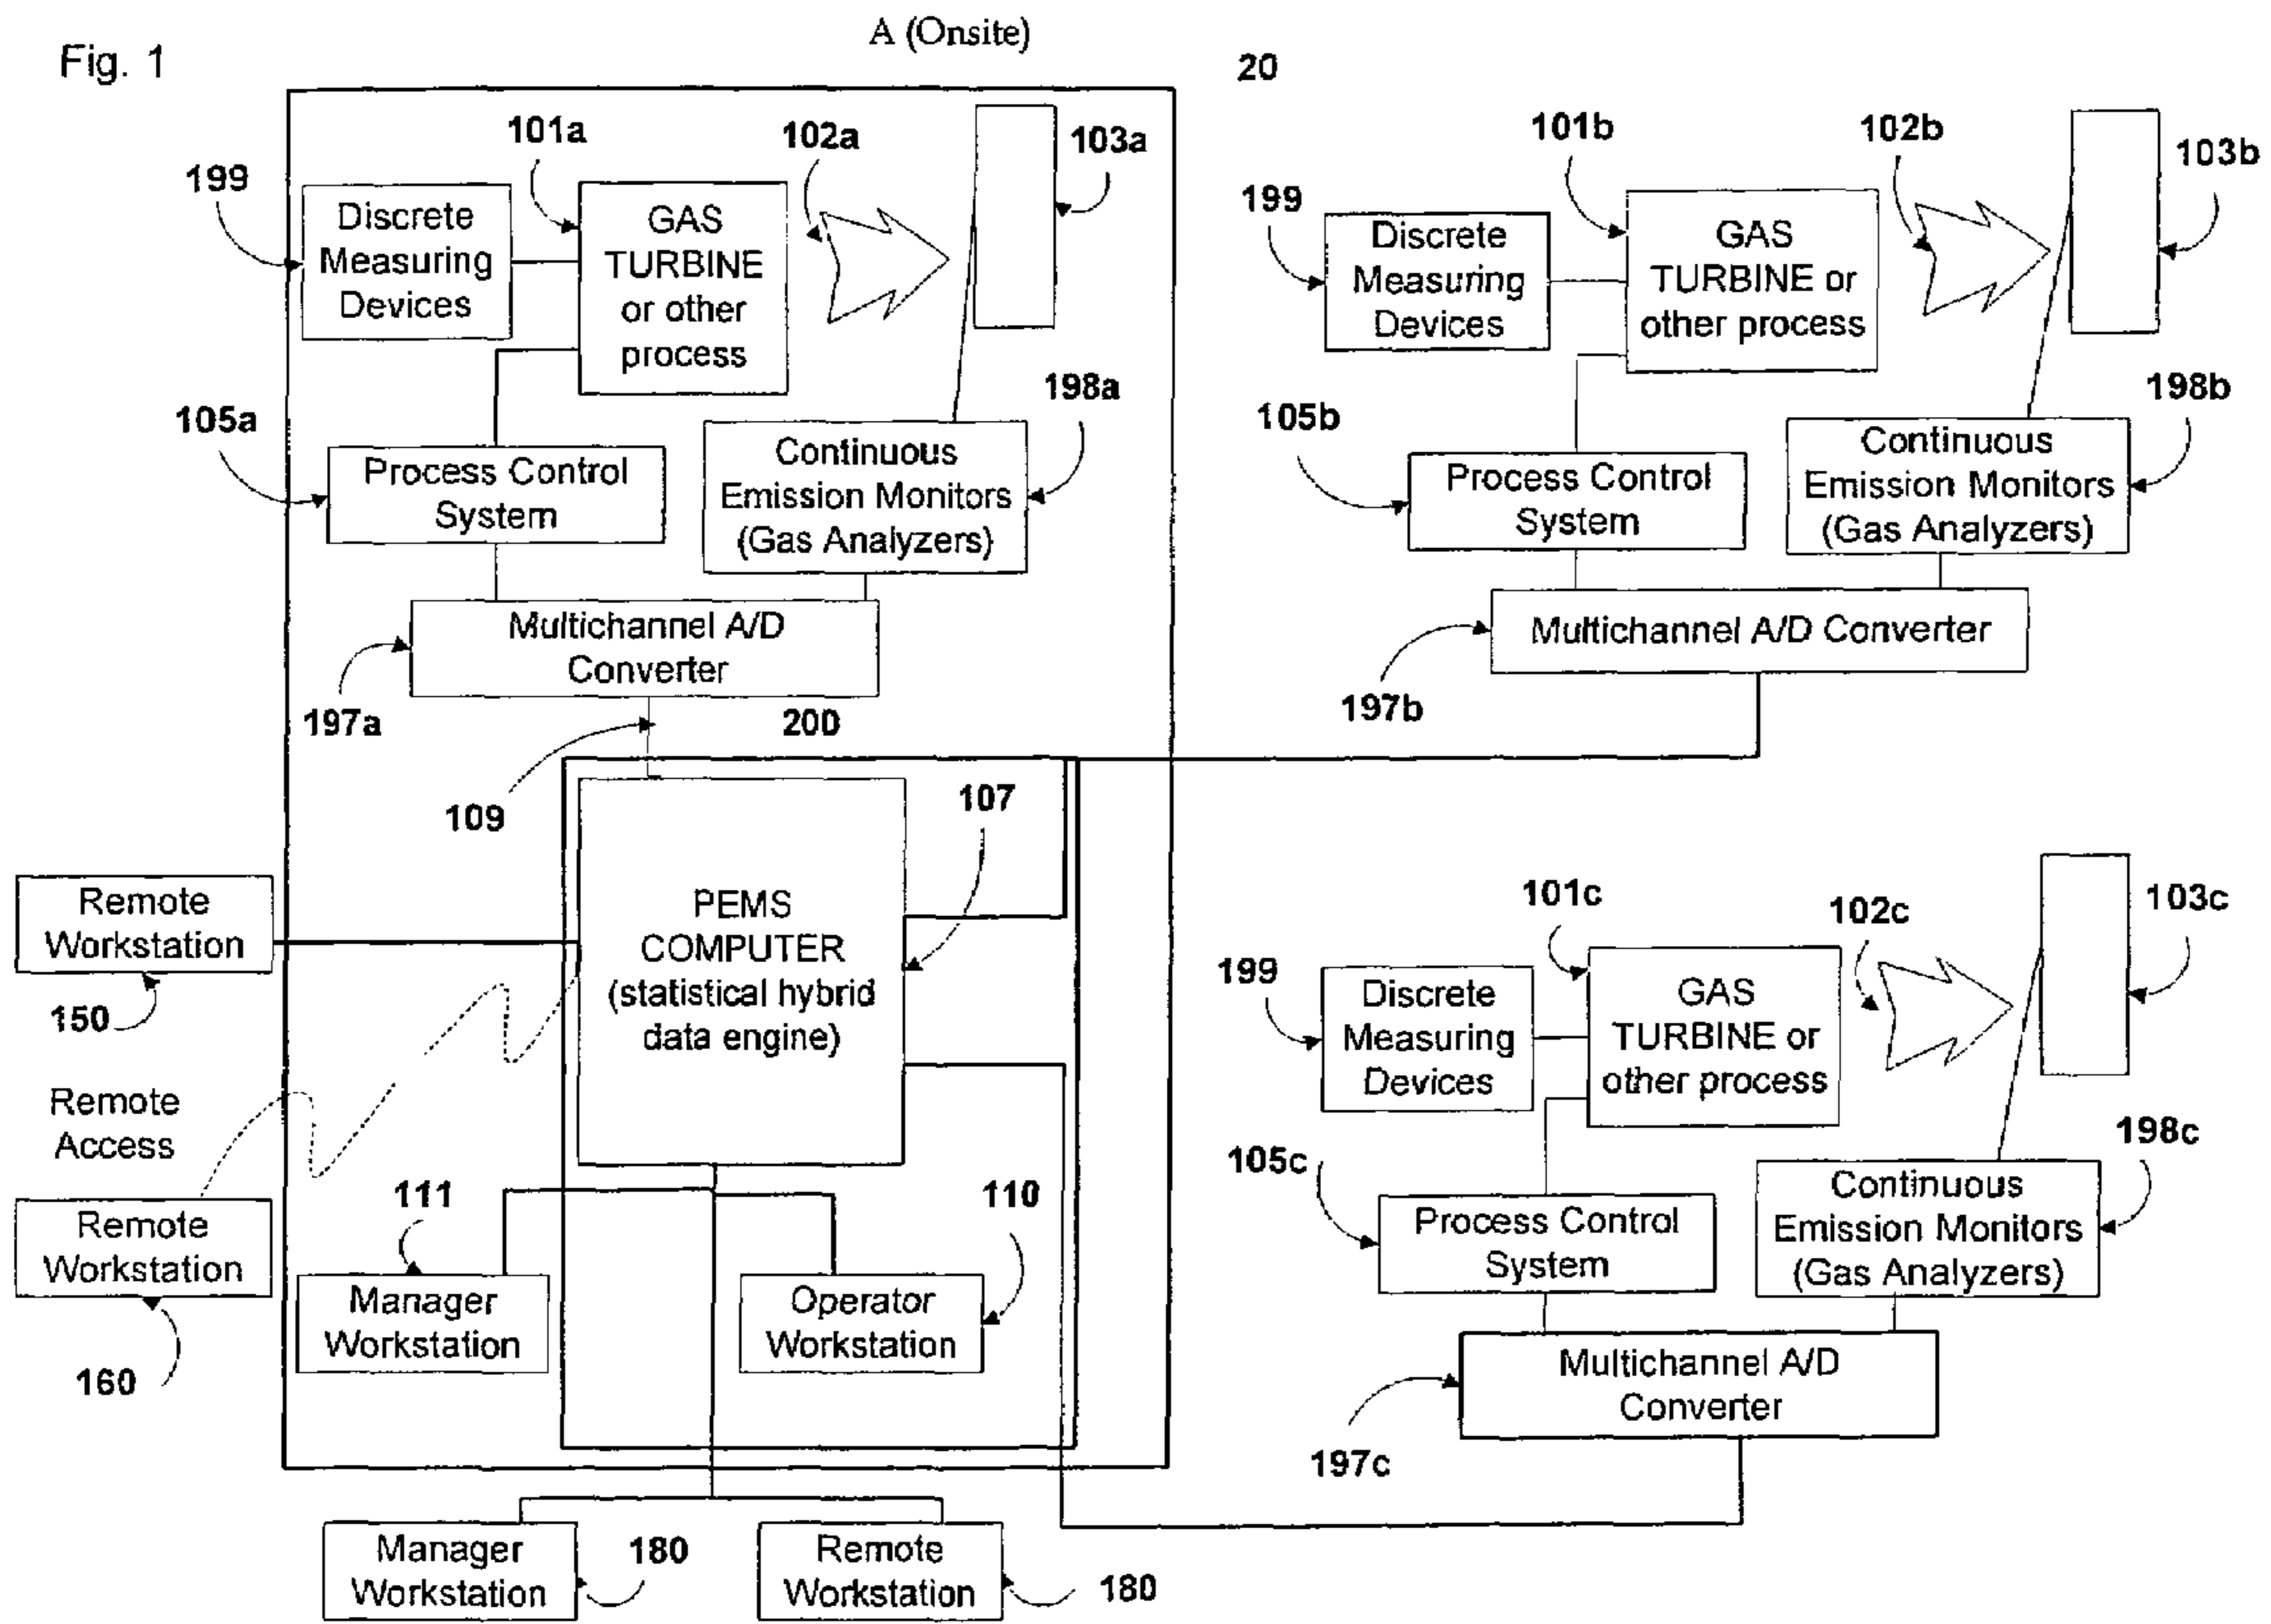 Fig. 1
A (Onsite)
20
101a
102a
103a
199
Discrete
Measuring
Devices
GAS
TURBINE
or other
process
105a
198a
Process Control
System
Continuous
Emission Monitors
(Gas Analyzers)
Multichannel A/D
Converter
197a
200
109
107
PEMS
COMPUTER
(statistical hybrid
data engine)
Remote
Workstation
150
Remote
Access
Remote
Workstation
160
111
110
Manager
Workstation
Operator
Workstation
Manager
Workstation
180
Remote
Workstation
180
101b
102b
103b
199
Discrete
Measuring
Devices
GAS
TURBINE or
other process
105b
198b
Process Control
System
Continuous
Emission Monitors
(Gas Analyzers)
Multichannel A/D Converter
197b
101c
102c
103c
199
Discrete
Measuring
Devices
GAS
TURBINE or
other process
105c
198c
Process Control
System
Continuous
Emission Monitors
(Gas Analyzers)
Multichannel A/D
Converter
197c